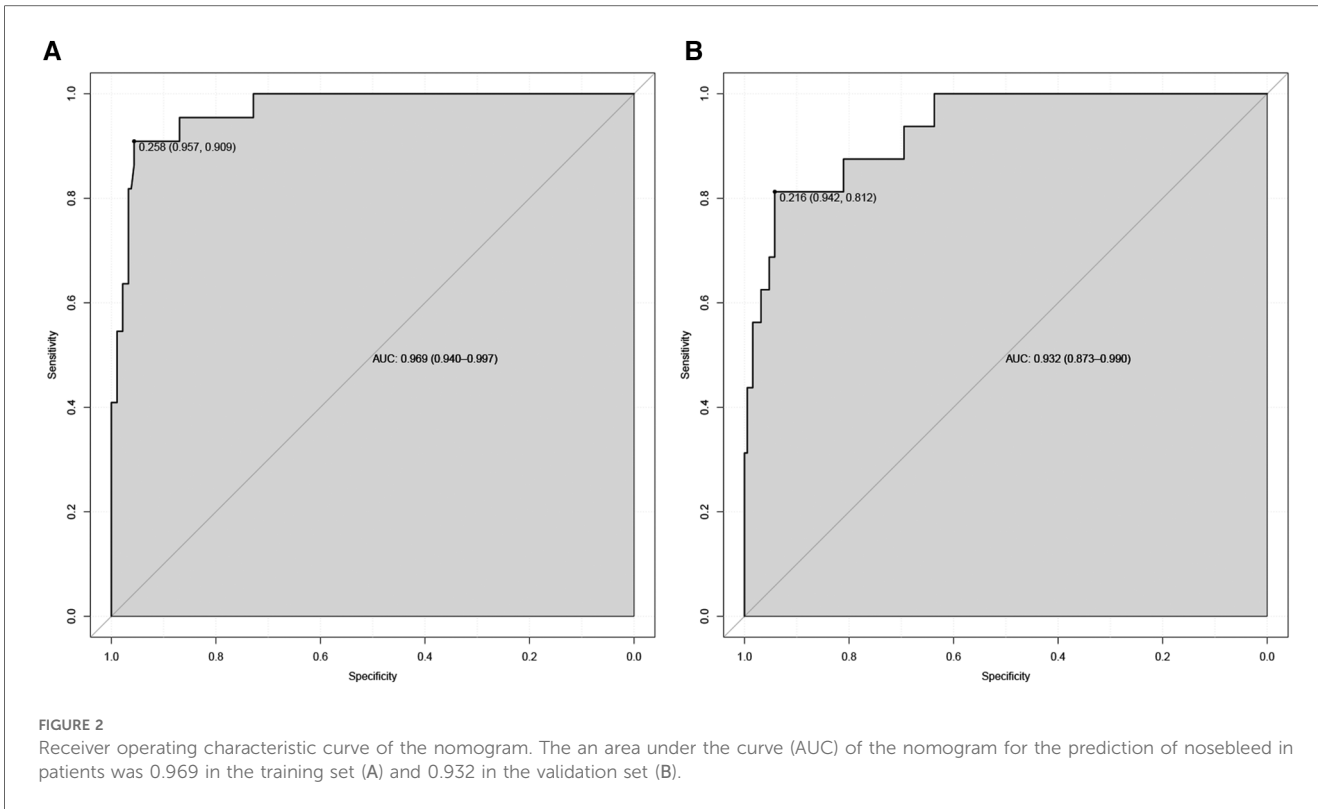 A
1.0
0.8
0.6
0.4
0.2
0.0
Sensitivity
0.258 (0.957, 0.909)
AUC: 0.969 (0.940–0.997)
1.0 0.8 0.6 0.4 0.2 0.0
Specificity
B
1.0
0.8
0.6
0.4
0.2
0.0
Sensitivity
0.216 (0.942, 0.812)
AUC: 0.932 (0.873–0.990)
1.0 0.8 0.6 0.4 0.2 0.0
Specificity
FIGURE 2
Receiver operating characteristic curve of the nomogram. The an area under the curve (AUC) of the nomogram for the prediction of nosebleed in
patients was 0.969 in the training set (A) and 0.932 in the validation set (B).